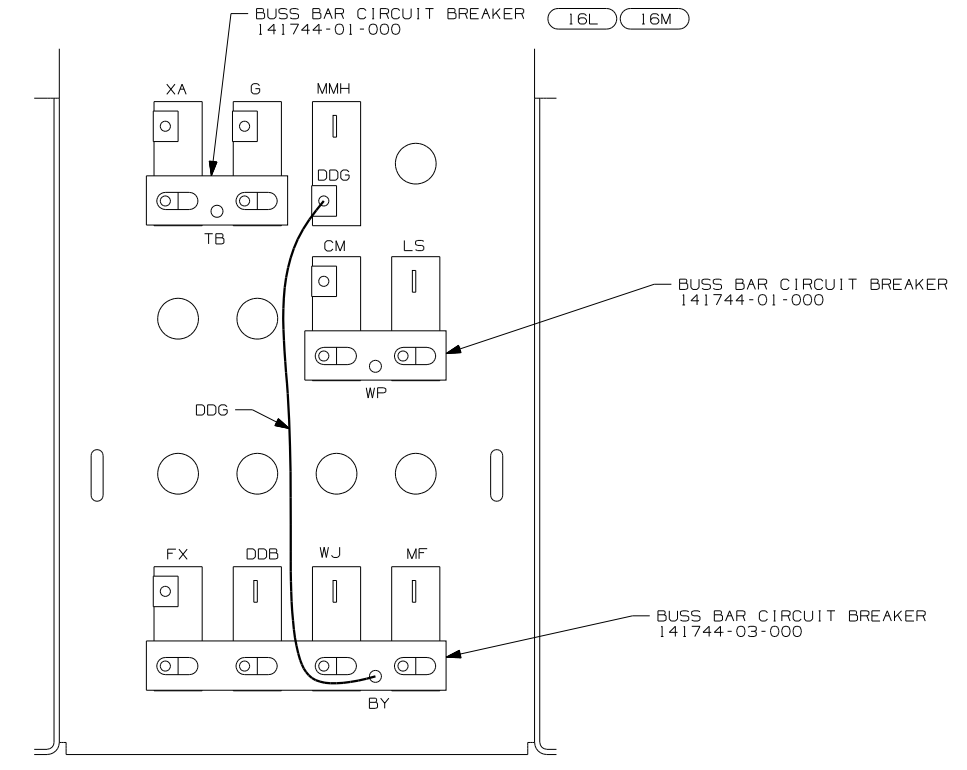 BUSS BAR CIRCUIT BREAKER 16L 16M
141744-01-000
XA G MMH
DDG
TB
CM LS
BUSS BAR CIRCUIT BREAKER
141744-01-000
WP
DDG
FX DDB WJ MF
BUSS BAR CIRCUIT BREAKER
141744-03-000
BY